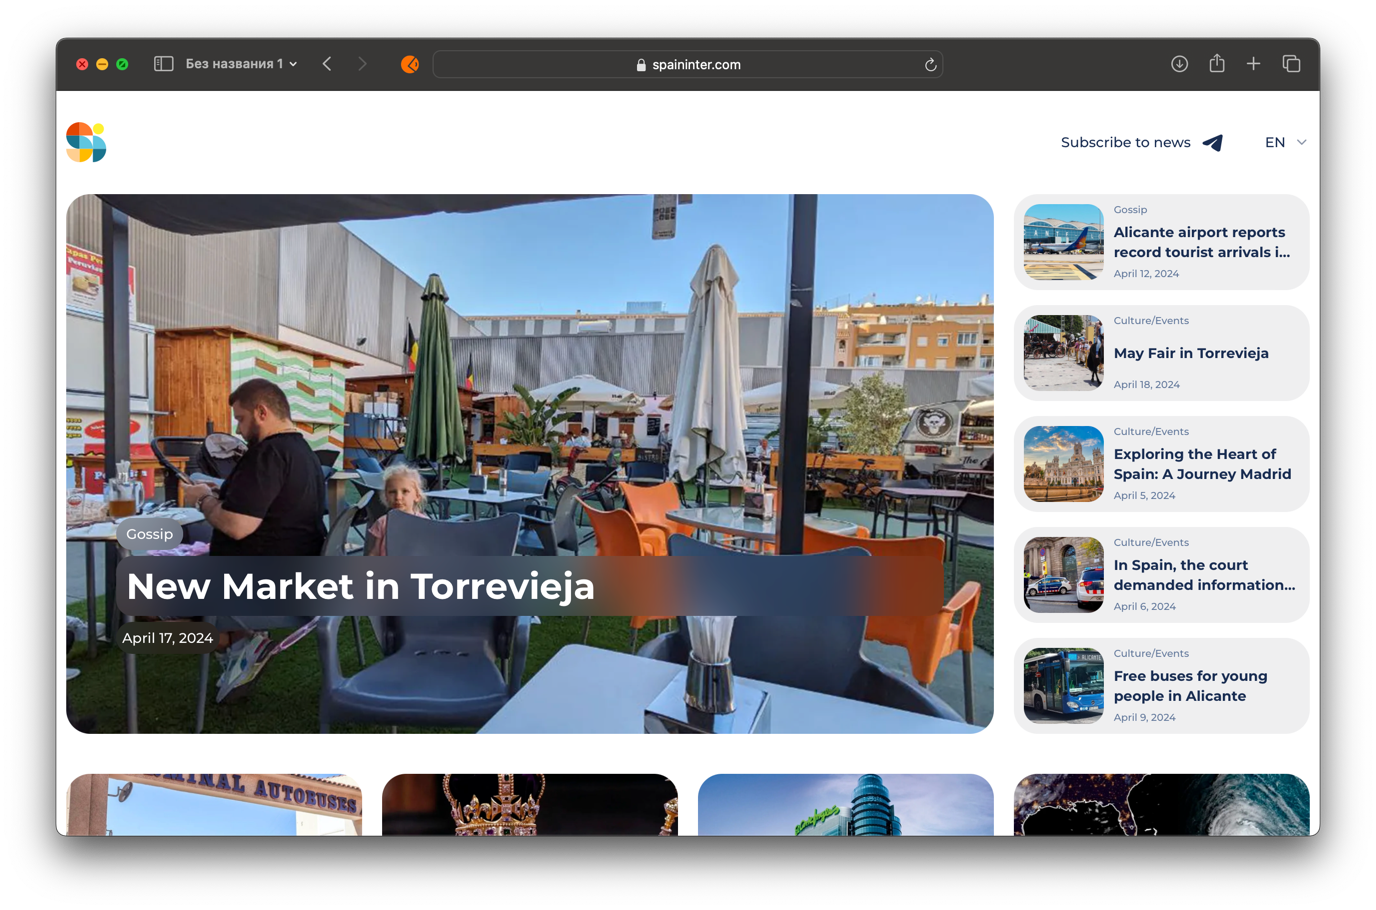 Без названия 1
spaininter.com
Subscribe to news
EN
Gossip
New Market in Torrevieja
April 17, 2024
Gossip
Alicante airport reports
record tourist arrivals i...
April 12, 2024
Culture/Events
May Fair in Torrevieja
April 18, 2024
Culture/Events
Exploring the Heart of
Spain: A Journey Madrid
April 5, 2024
Culture/Events
In Spain, the court
demanded information...
April 6, 2024
Culture/Events
Free buses for young
people in Alicante
April 9, 2024
AUTOBUSES